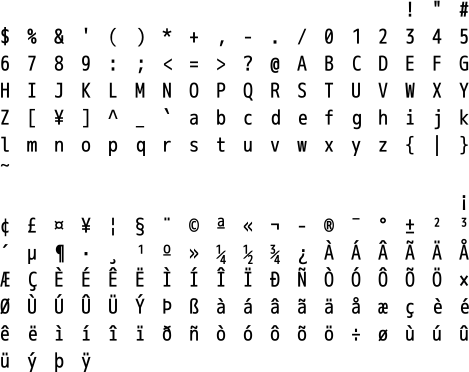 ! " #
$ % & ' ( ) * + , - . / 0 1 2 3 4 5
6 7 8 9 : ; < = > ? @ A B C D E F G
H I J K L M N O P Q R S T U V W X Y
Z [ ¥ ] ^ _ ` a b c d e f g h i j k
l m n o p q r s t u v w x y z { | }
~
¡
¢ £ ¤ ¥ ¦ § ¨ © ª « ¬ - ® ¯ ° ± ² ³
´ µ ¶ · ¸ ¹ º » ¼ ½ ¾ ¿ À Á Â Ã Ä Å
Æ Ç È É Ê Ë Ì Í Î Ï Ð Ñ Ò Ó Ô Õ Ö ×
Ø Ù Ú Û Ü Ý Þ ß à á â ã ä å æ ç è é
ê ë ì í î ï ð ñ ò ó ô õ ö ÷ ø ù ú û
ü ý þ ÿ